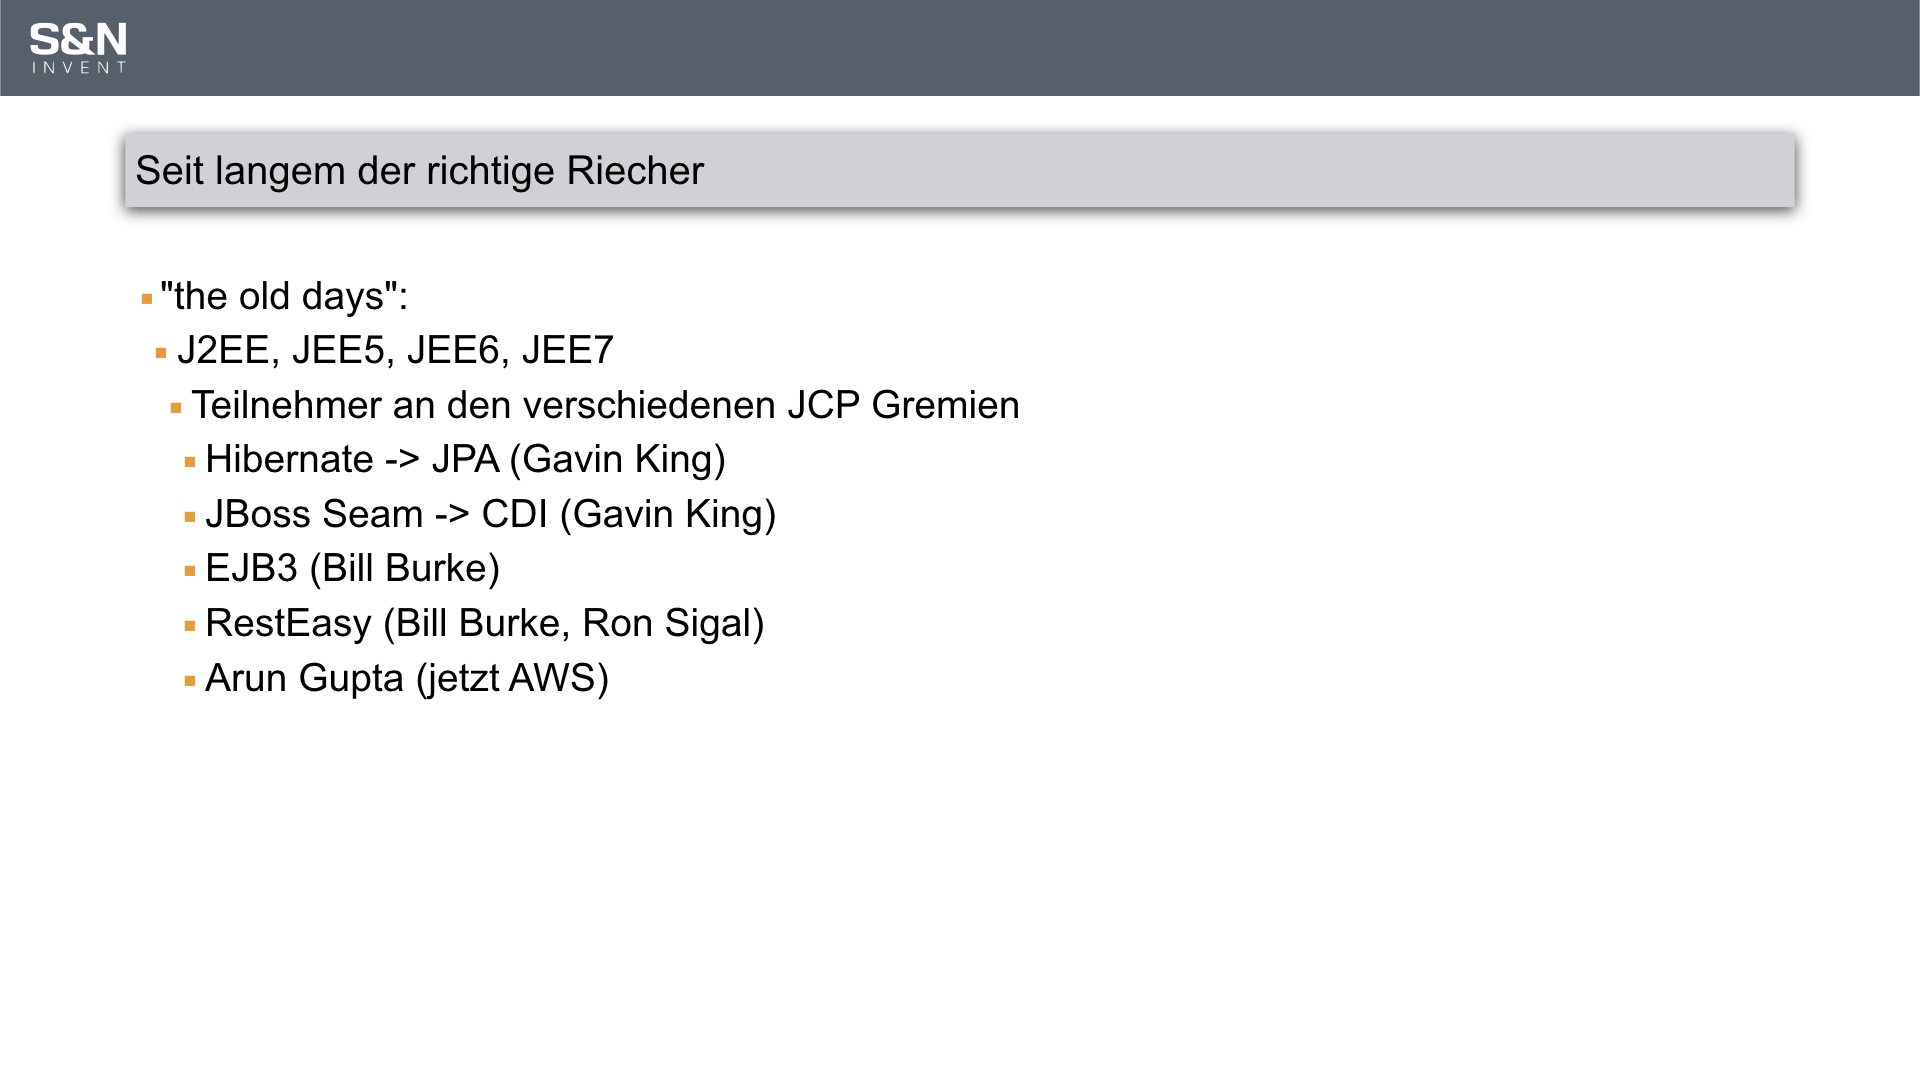 S&N
INVENT
Seit langem der richtige Riecher
"the old days":
J2EE, JEE5, JEE6, JEE7
Teilnehmer an den verschiedenen JCP Gremien
Hibernate -> JPA (Gavin King)
JBoss Seam -> CDI (Gavin King)
EJB3 (Bill Burke)
RestEasy (Bill Burke, Ron Sigal)
Arun Gupta (jetzt AWS)